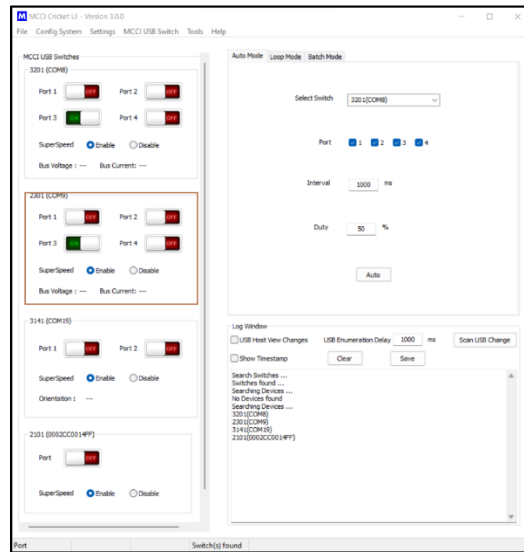 M MCCI Cricket UI - Version 3.0.0
File Config System Settings MCCI USB Switch Tools Help
MCCI USB Switches
3201 (COM8)
Port 1 OFF Port 2 OFF
Port 3 ON Port 4 OFF
SuperSpeed Enable Disable
Bus Voltage : --- Bus Current: ---
2301 (COM9)
Port 1 OFF Port 2 OFF
Port 3 ON Port 4 OFF
SuperSpeed Enable Disable
Bus Voltage : --- Bus Current: ---
3141 (COM19)
Port 1 OFF Port 2 OFF
SuperSpeed Enable Disable
Orientation : ---
2101 (0002CC0014FF)
Port OFF
SuperSpeed Enable Disable
Auto Mode Loop Mode Batch Mode
Select Switch 3201(COM8)
Port 1 2 3 4
Interval 1000 ms
Duty 50 %
Auto
Log Window
USB Host View Changes USB Enumeration Delay 1000 ms Scan USB Change
Show Timestamp Clear Save
Search Switches ...
Switches found ...
Searching Devices ...
No Devices found
Searching Devices ...
3201(COM8)
2301(COM9)
3141(COM19)
2101(0002CC0014FF)
Port Switch(s) found